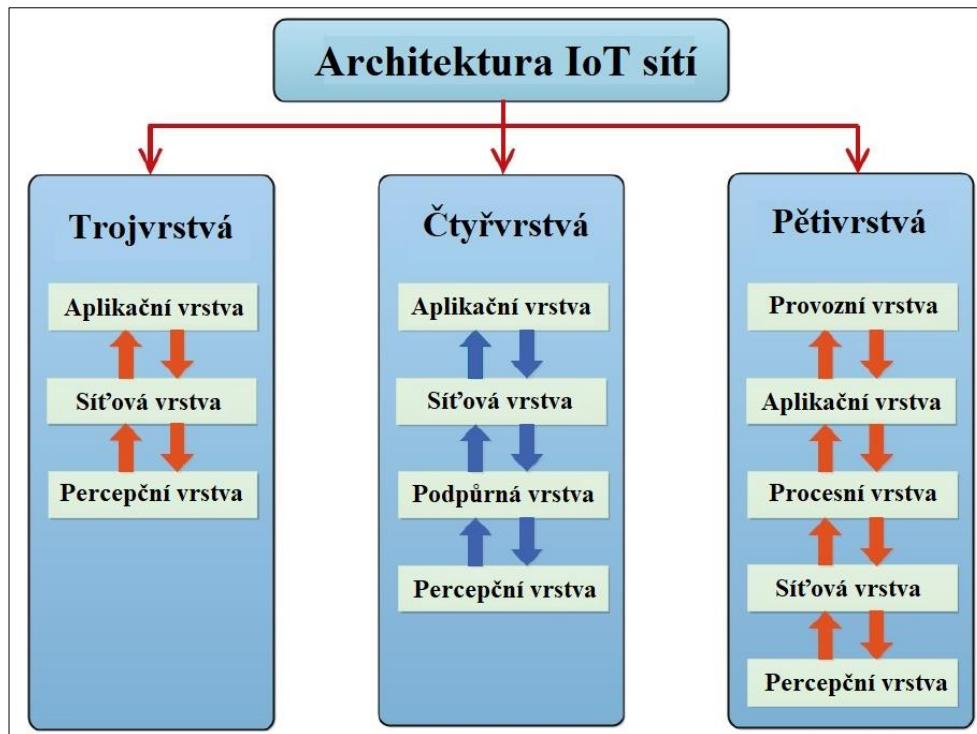 Architektura IoT sítí
Trojvrstvá
Aplikační vrstva
Síťová vrstva
Percepční vrstva
Čtyřvrstvá
Aplikační vrstva
Síťová vrstva
Podpůrná vrstva
Percepční vrstva
Pětivrstvá
Provozní vrstva
Aplikační vrstva
Procesní vrstva
Síťová vrstva
Percepční vrstva